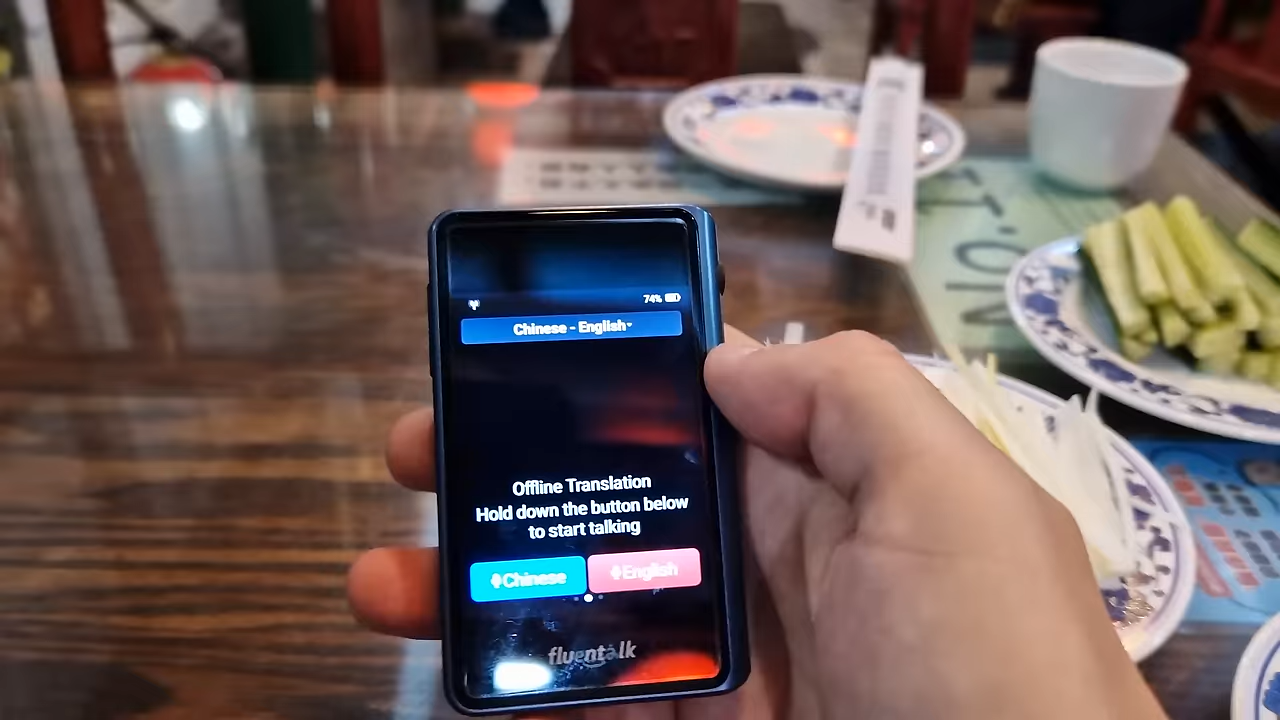 74%
Chinese - English
Offline Translation
Hold down the button below
to start talking
Chinese
English
fluentalk